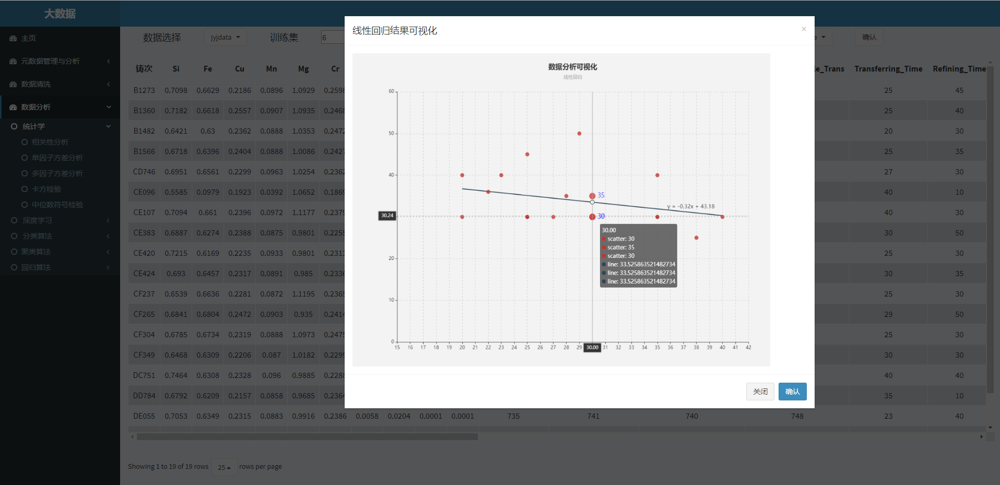 大数据
主页
元数据管理与分析
数据清洗
数据分析
统计学
相关性分析
单因子方差分析
多因子方差分析
卡方检验
中位数符号检验
深度学习
分类算法
聚类算法
回归算法
数据选择 jyjdata 训练集 6 确认
铸次 Si Fe Cu Mn Mg Cr le_Trans Transferring_Time Refining_Time
B1273 0.7098 0.6629 0.2186 0.0896 1.0929 0.2598 25 45
B1360 0.7182 0.6618 0.2557 0.0907 1.0935 0.2468 25 40
B1482 0.6421 0.63 0.2362 0.0888 1.0353 0.2472 20 30
B1566 0.6718 0.6396 0.2404 0.0888 1.0086 0.2427 25 35
CD746 0.6951 0.6561 0.2299 0.0963 1.0254 0.2362 27 30
CE096 0.5585 0.0979 0.1923 0.0392 1.0652 0.1869 40 10
CE107 0.7094 0.661 0.2396 0.0972 1.1177 0.2379 40 30
CE383 0.6887 0.6274 0.2388 0.0875 0.9801 0.2255 30 50
CE420 0.7215 0.6169 0.2235 0.0933 0.9801 0.2313 25 30
CE424 0.693 0.6457 0.2317 0.0891 0.985 0.2336 30 35
CF237 0.6539 0.6636 0.2281 0.0872 1.1195 0.2365 25 30
CF265 0.6841 0.6804 0.2472 0.0903 0.935 0.2414 29 50
CF304 0.6785 0.6734 0.2319 0.0888 1.0973 0.2475 25 30
CF349 0.6468 0.6309 0.2206 0.087 1.0182 0.2299 30 30
DC751 0.7464 0.6308 0.2328 0.096 0.9885 0.2288 40 40
DD784 0.6792 0.6209 0.2157 0.0858 0.9685 0.2364 35 10
DE055 0.7053 0.6349 0.2315 0.0883 0.9916 0.2386 0.0058 0.0204 0.0001 0.0001 735 741 740 748 23 40
Showing 1 to 19 of 19 rows 25 rows per page
线性回归结果可视化 ×
数据分析可视化
线性回归
60
50
40
30.24
20
10
0
35
30
y = -0.32x + 43.18
30.00
scatter: 30
scatter: 35
scatter: 30
line: 33.525863521482734
line: 33.525863521482734
line: 33.525863521482734
15 16 17 18 19 20 21 22 23 24 25 26 27 28 29 30.00 31 32 33 34 35 36 37 38 39 40 41 42
关闭 确认